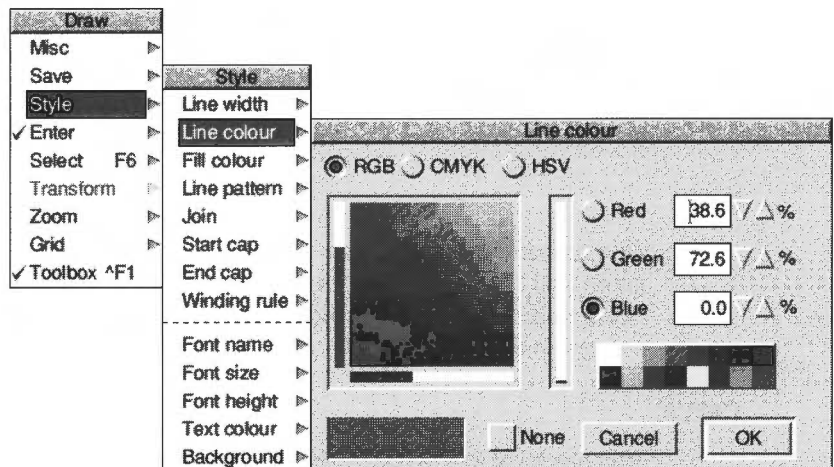 Draw
Misc
Save
Style
✓ Enter
Select F6
Transform
Zoom
Grid
✓ Toolbox ^F1
Style
Line width
Line colour
Fill colour
Line pattern
Join
Start cap
End cap
Winding rule
Font name
Font size
Font height
Text colour
Background
Line colour
RGB CMYK HSV
Red 38.6 %
Green 72.6 %
Blue 0.0 %
None Cancel OK